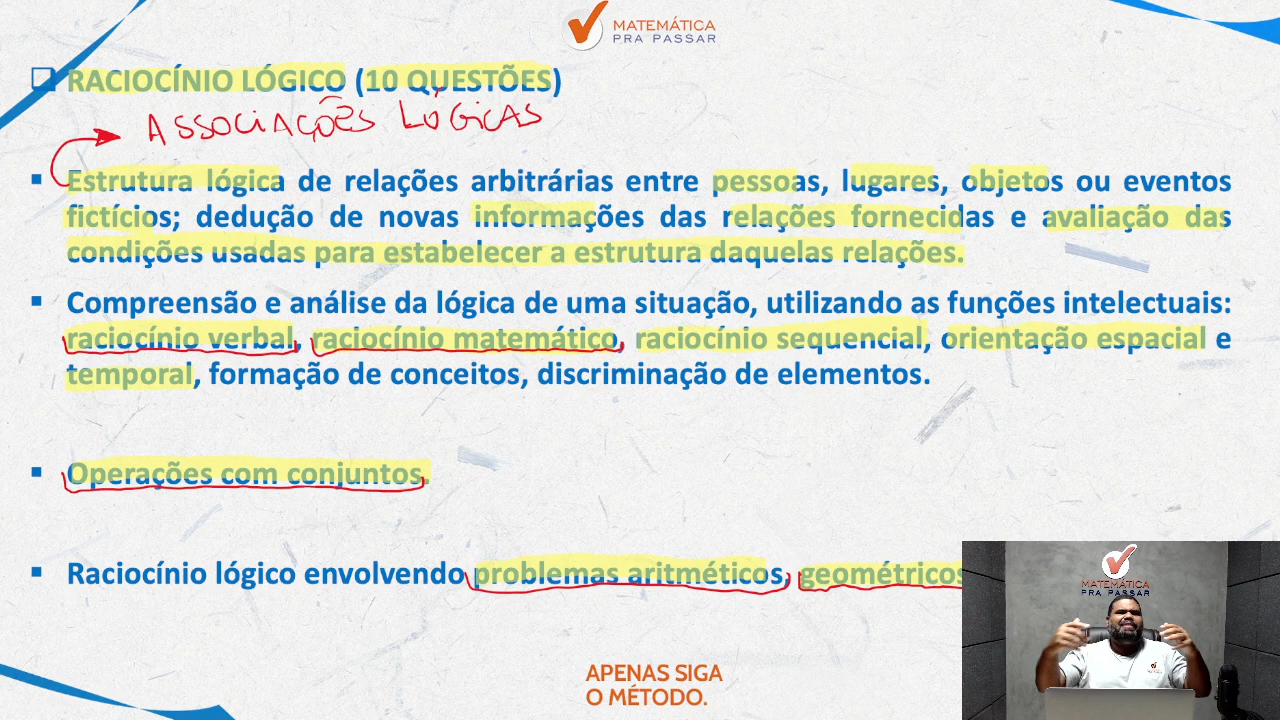 MATEMÁTICA
PRA PASSAR
RACIOCÍNIO LÓGICO (10 QUESTÕES)
ASSOCIAÇÕES LÓGICAS
Estrutura lógica de relações arbitrárias entre pessoas, lugares, objetos ou eventos
fictícios; dedução de novas informações das relações fornecidas e avaliação das
condições usadas para estabelecer a estrutura daquelas relações.
Compreensão e análise da lógica de uma situação, utilizando as funções intelectuais:
raciocínio verbal, raciocínio matemático, raciocínio sequencial, orientação espacial e
temporal, formação de conceitos, discriminação de elementos.
Operações com conjuntos.
Raciocínio lógico envolvendo problemas aritméticos, geométricos
MATEMÁTICA
PRA PASSAR
APENAS SIGA
O MÉTODO.